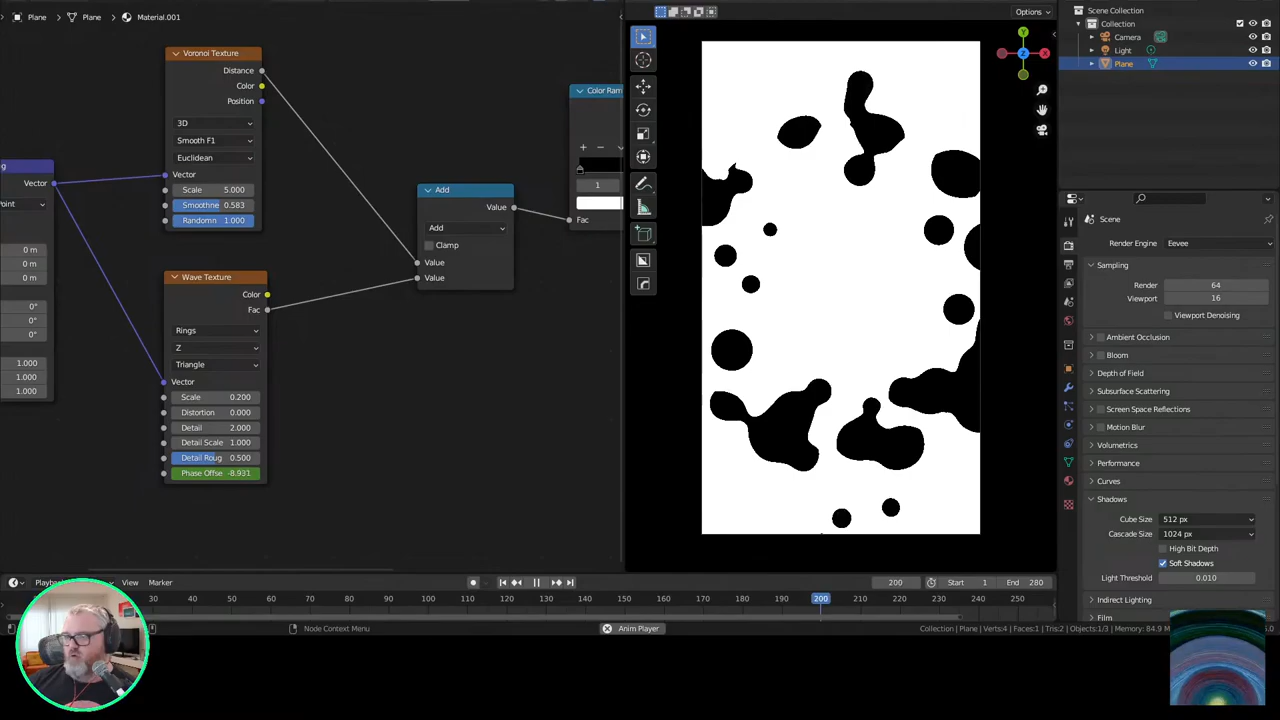 Plane > Plane > Material.001
Voronoi Texture
Distance
Color
Position
3D
Smooth F1
Euclidean
Vector
Scale 5.000
Smoothne 0.583
Randomn 1.000
g
Vector
Point
0 m
0 m
0 m
0°
0°
0°
1.000
1.000
1.000
Wave Texture
Color
Fac
Rings
Z
Triangle
Vector
Scale 0.200
Distortion 0.000
Detail 2.000
Detail Scale 1.000
Detail Roug 0.500
Phase Offse -8.931
Add
Value
Add
Clamp
Value
Value
Color Ram
1
Fac
Options
Y
X
Z
Scene Collection
Collection
Camera
Light
Plane
Scene
Render Engine Eevee
Sampling
Render 64
Viewport 16
Viewport Denoising
Ambient Occlusion
Bloom
Depth of Field
Subsurface Scattering
Screen Space Reflections
Motion Blur
Volumetrics
Performance
Curves
Shadows
Cube Size 512 px
Cascade Size 1024 px
High Bit Depth
Soft Shadows
Light Threshold 0.010
Indirect Lighting
Film
Playback View Marker
200 Start 1 End 280
30 40 50 60 70 80 90 100 110 120 130 140 150 160 170 180 190 200 210 220 230 240 250
Node Context Menu
Anim Player
Collection | Plane | Verts:4 | Faces:1 | Tris:2 | Objects:1/3 | Memory: 84.9